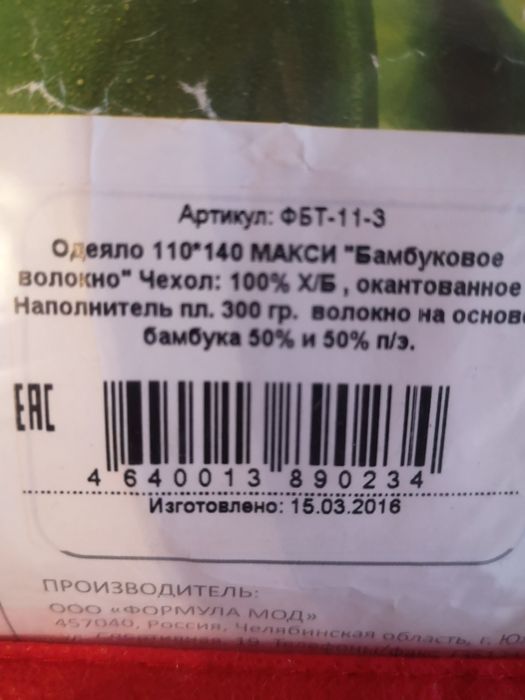 Артикул: ФБТ-11-3
Одеяло 110*140 МАКСИ "Бамбуковое
волокно" Чехол: 100% Х/Б , окантованное
Наполнитель пл. 300 гр. волокно на основе
бамбука 50% и 50% п/э.
EAC
4 640013 890234
Изготовлено: 15.03.2016
ПРОИЗВОДИТЕЛЬ:
ООО «ФОРМУЛА МОД»
457040, Россия, Челябинская область, г. Юж